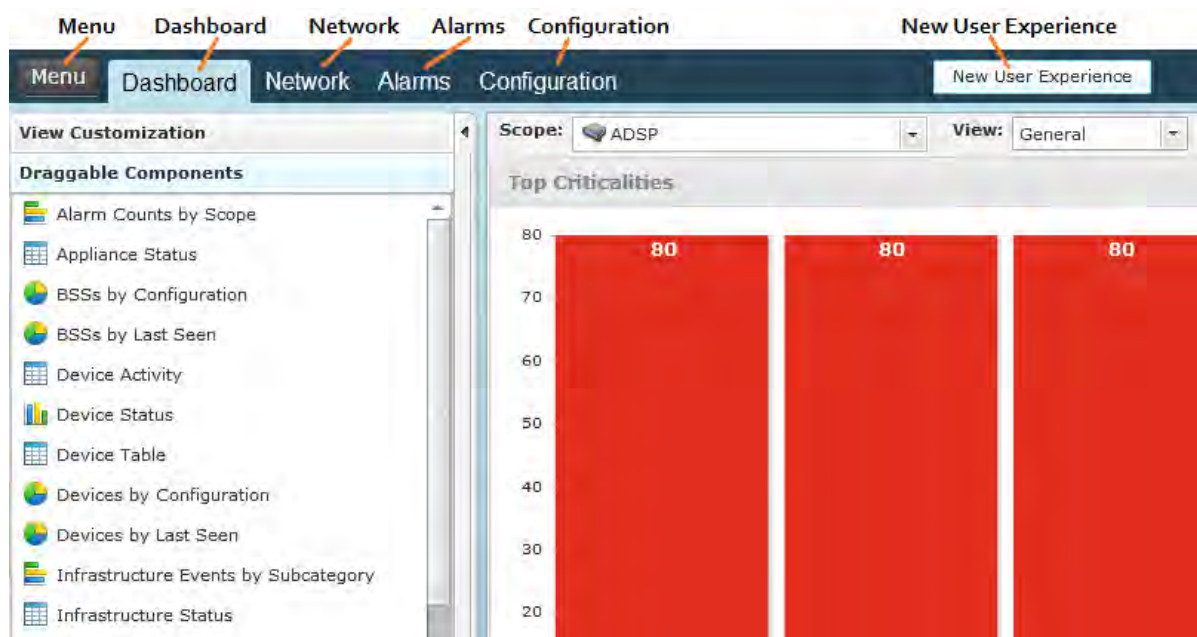 Menu Dashboard Network Alarms Configuration New User Experience
Menu Dashboard Network Alarms Configuration New User Experience
View Customization
Draggable Components
Alarm Counts by Scope
Appliance Status
BSSs by Configuration
BSSs by Last Seen
Device Activity
Device Status
Device Table
Devices by Configuration
Devices by Last Seen
Infrastructure Events by Subcategory
Infrastructure Status
Scope: ADSP View: General
Top Criticalities
80 80 80 80
70
60
50
40
30
20